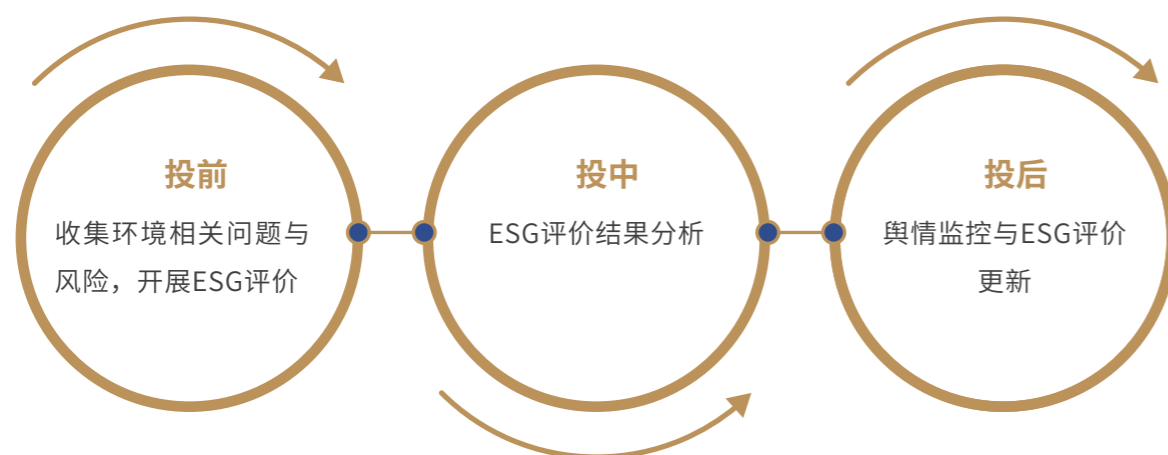 投前
收集环境相关问题与
风险，开展ESG评价
投中
ESG评价结果分析
投后
舆情监控与ESG评价
更新